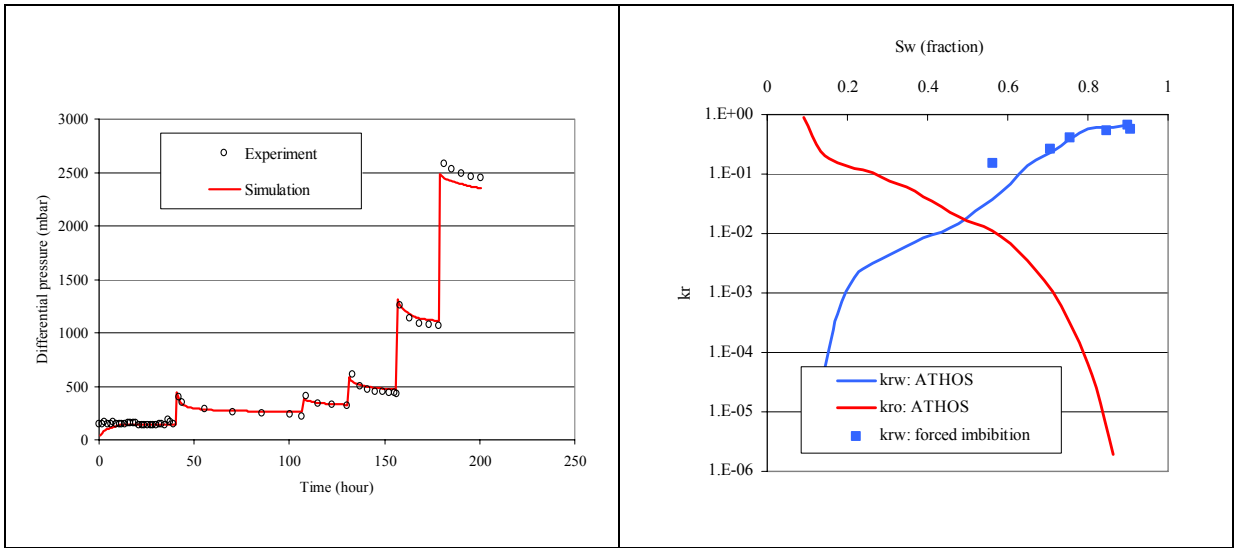 3000
2500
2000
1500
1000
500
0
Differential pressure (mbar)
Experiment
Simulation
0 50 100 150 200 250
Time (hour)
Sw (fraction)
0 0.2 0.4 0.6 0.8 1
1.E+00
1.E-01
1.E-02
1.E-03
1.E-04
1.E-05
1.E-06
kr
krw: ATHOS
kro: ATHOS
krw: forced imbibition